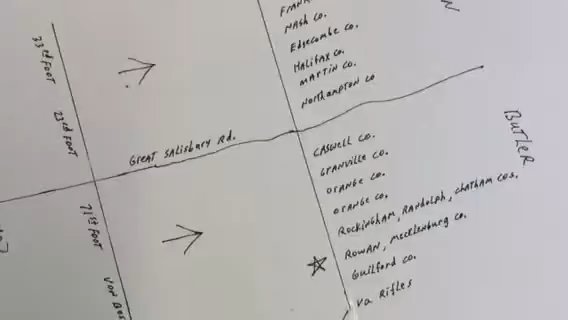 Nash Co.
Edgecombe Co.
Halifax Co.
Martin Co.
Northampton Co
33rd Foot
23rd Foot
Great Salisbury Rd.
Butler
Caswell Co.
Granville Co.
Orange Co.
Orange Co.
Rockingham, Randolph, Chatham Cos.
Rowan, Mecklenburg Co.
Guilford Co.
Va Rifles
71st Foot